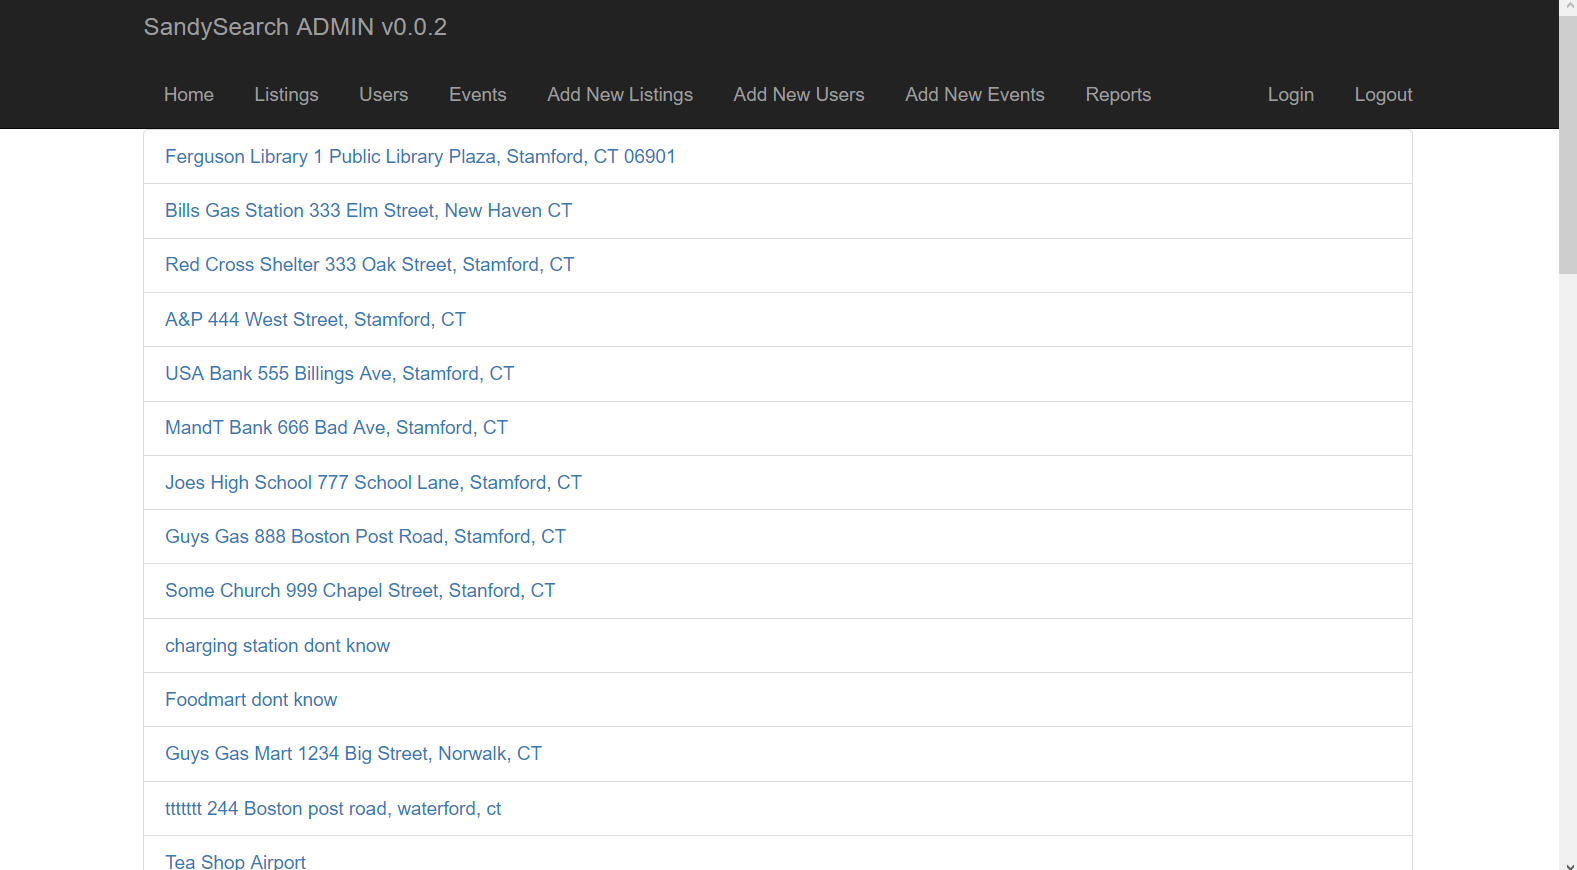 SandySearch ADMIN v0.0.2
Home Listings Users Events Add New Listings Add New Users Add New Events Reports Login Logout
Ferguson Library 1 Public Library Plaza, Stamford, CT 06901
Bills Gas Station 333 Elm Street, New Haven CT
Red Cross Shelter 333 Oak Street, Stamford, CT
A&P 444 West Street, Stamford, CT
USA Bank 555 Billings Ave, Stamford, CT
MandT Bank 666 Bad Ave, Stamford, CT
Joes High School 777 School Lane, Stamford, CT
Guys Gas 888 Boston Post Road, Stamford, CT
Some Church 999 Chapel Street, Stanford, CT
charging station dont know
Foodmart dont know
Guys Gas Mart 1234 Big Street, Norwalk, CT
ttttttt 244 Boston post road, waterford, ct
Tea Shop Airport